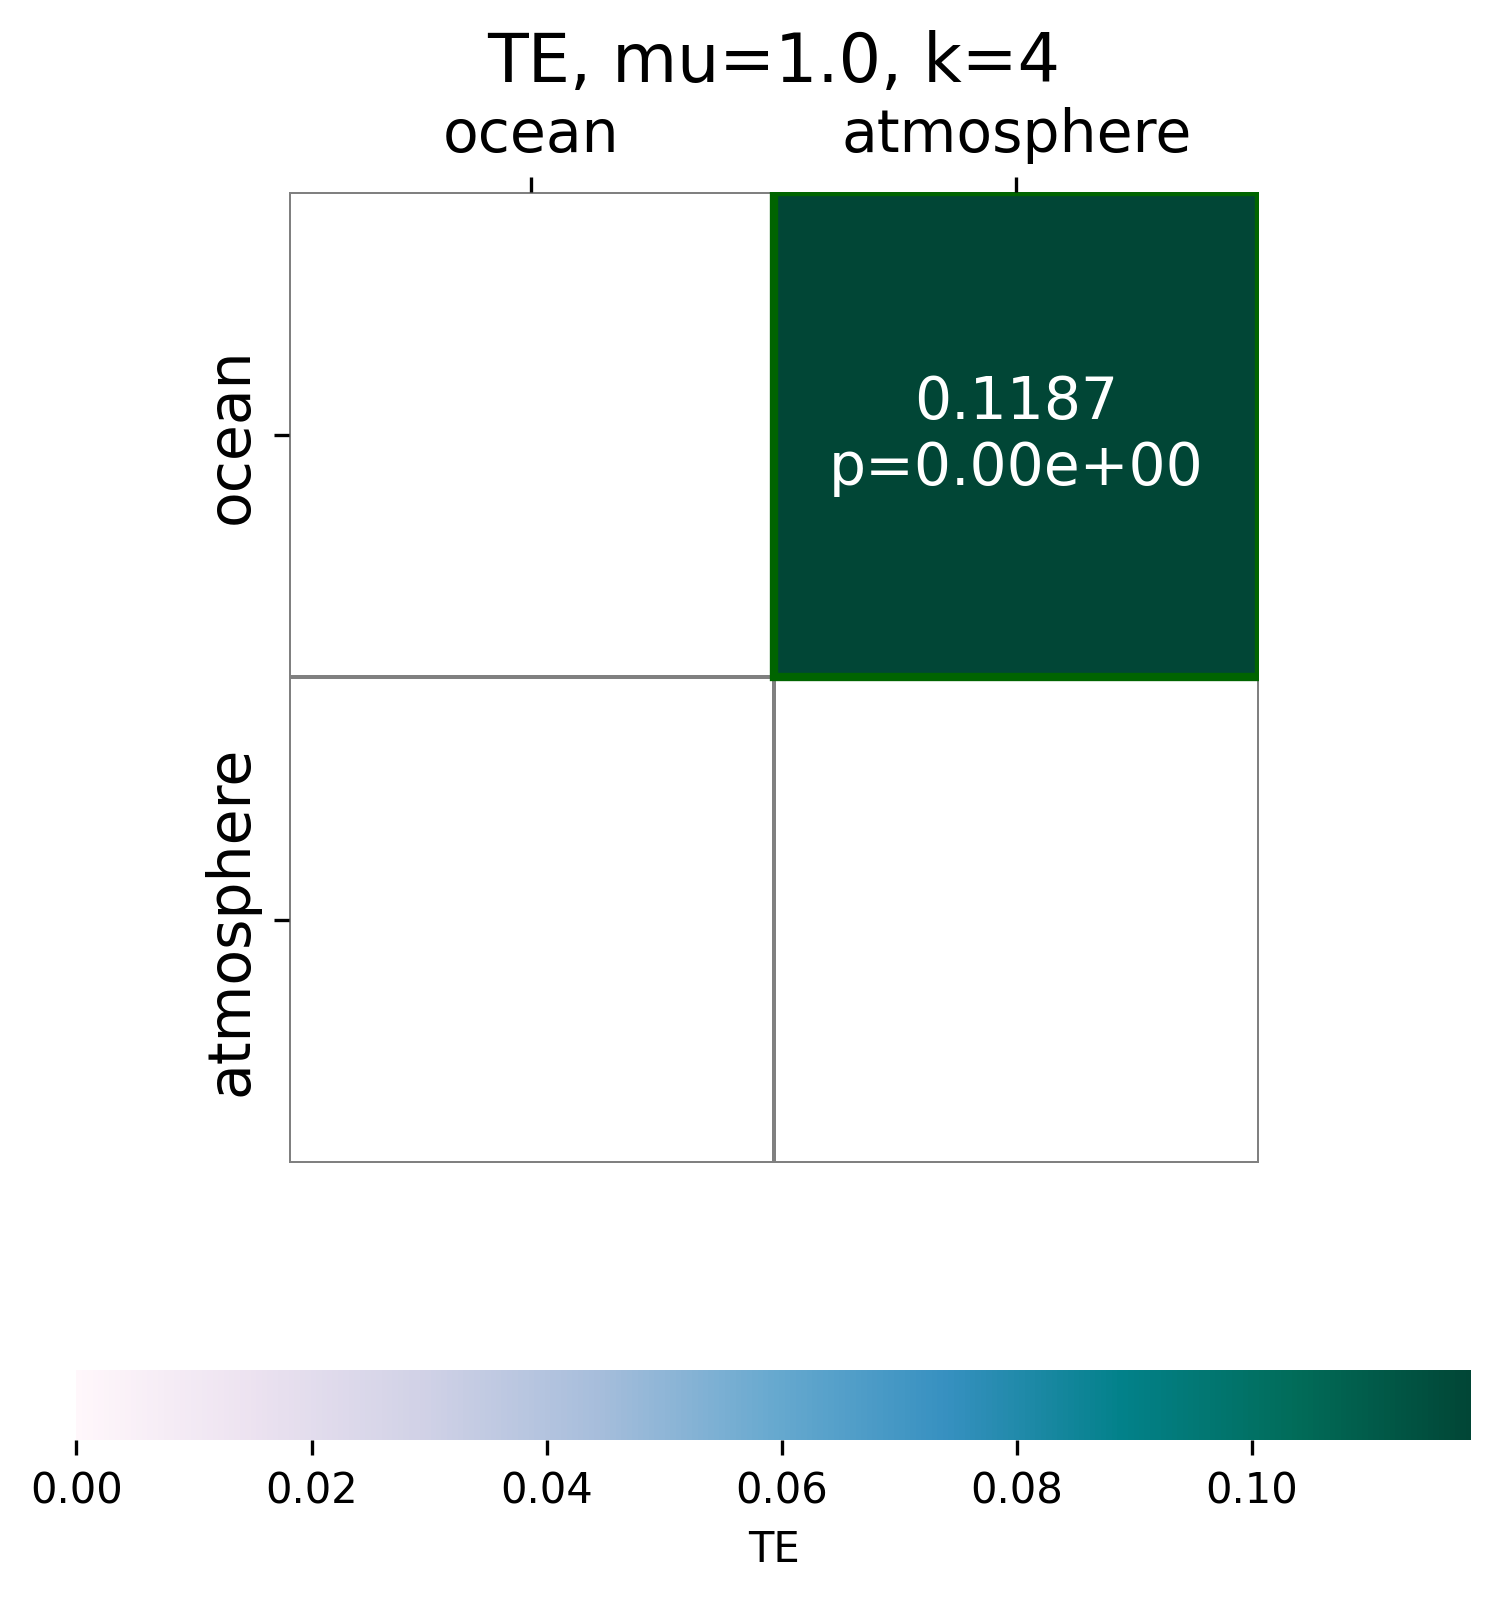 TE, mu=1.0, k=4
ocean atmosphere
ocean
0.1187
p=0.00e+00
atmosphere
0.00 0.02 0.04 0.06 0.08 0.10
TE